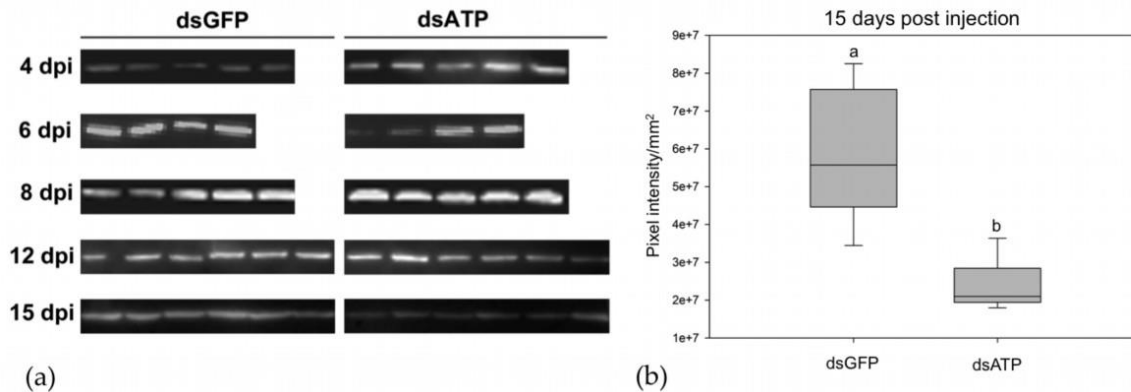 dsGFP dsATP
4 dpi
6 dpi
8 dpi
12 dpi
15 dpi
(a)
15 days post injection
Pixel intensity/mm²
9e+7
8e+7
7e+7
6e+7
5e+7
4e+7
3e+7
2e+7
1e+7
a
b
dsGFP dsATP
(b)